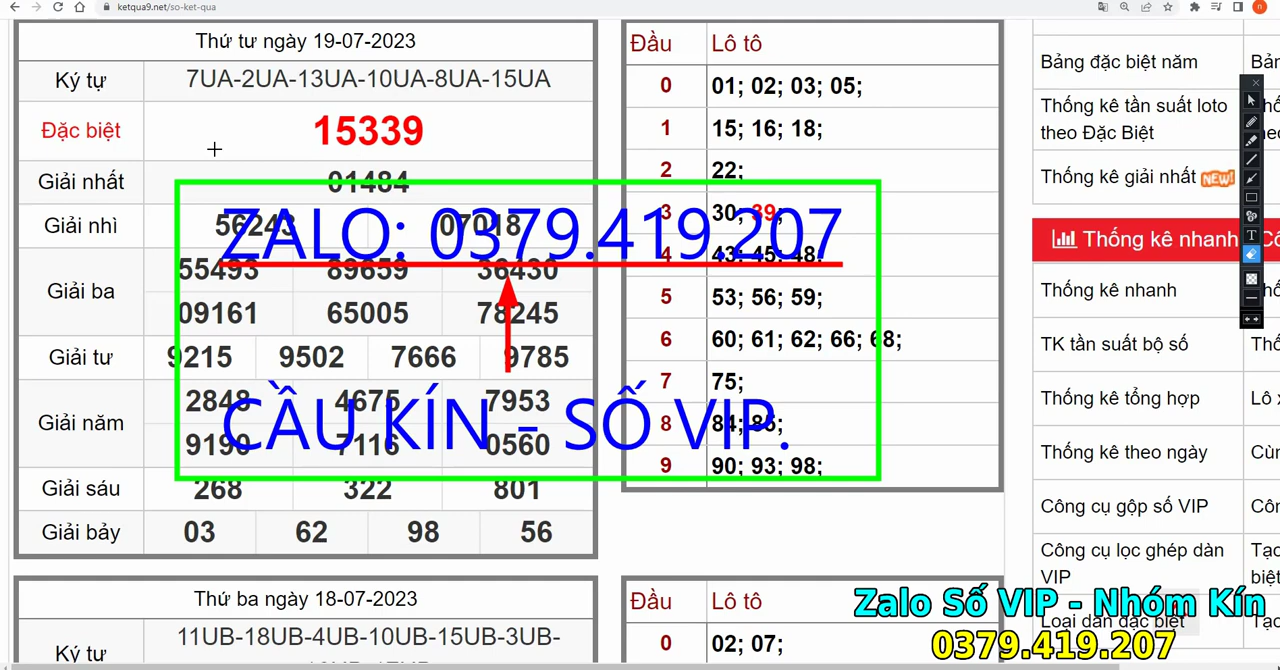 ketqua9.net/so-ket-qua
n
Thứ tư ngày 19-07-2023
Ký tự 7UA-2UA-13UA-10UA-8UA-15UA
Đặc biệt 15339
Giải nhất 01484
Giải nhì 56243 07018
Giải ba 55493 89659 36430
09161 65005 78245
Giải tư 9215 9502 7666 9785
Giải năm 2848 4675 7953
9190 7116 0560
Giải sáu 268 322 801
Giải bảy 03 62 98 56
Đầu Lô tô
0 01; 02; 03; 05;
1 15; 16; 18;
2 22;
3 30; 39;
4 43; 45; 48;
5 53; 56; 59;
6 60; 61; 62; 66; 68;
7 75;
8 84; 85;
9 90; 93; 98;
ZALO: 0379.419.207
CẦU KÍN - SỐ VIP.
Thứ ba ngày 18-07-2023
Ký tự 11UB-18UB-4UB-10UB-15UB-3UB-
Đầu Lô tô
0 02; 07;
Bảng đặc biệt năm
Thống kê tần suất loto
theo Đặc Biệt
Thống kê giải nhất NEW!
Thống kê nhanh
Thống kê nhanh
TK tần suất bộ số
Thống kê tổng hợp Lô x
Thống kê theo ngày
Công cụ gộp số VIP
Công cụ lọc ghép dàn
VIP
Loại dàn đặc biệt
Zalo Số VIP - Nhóm Kín
0379.419.207